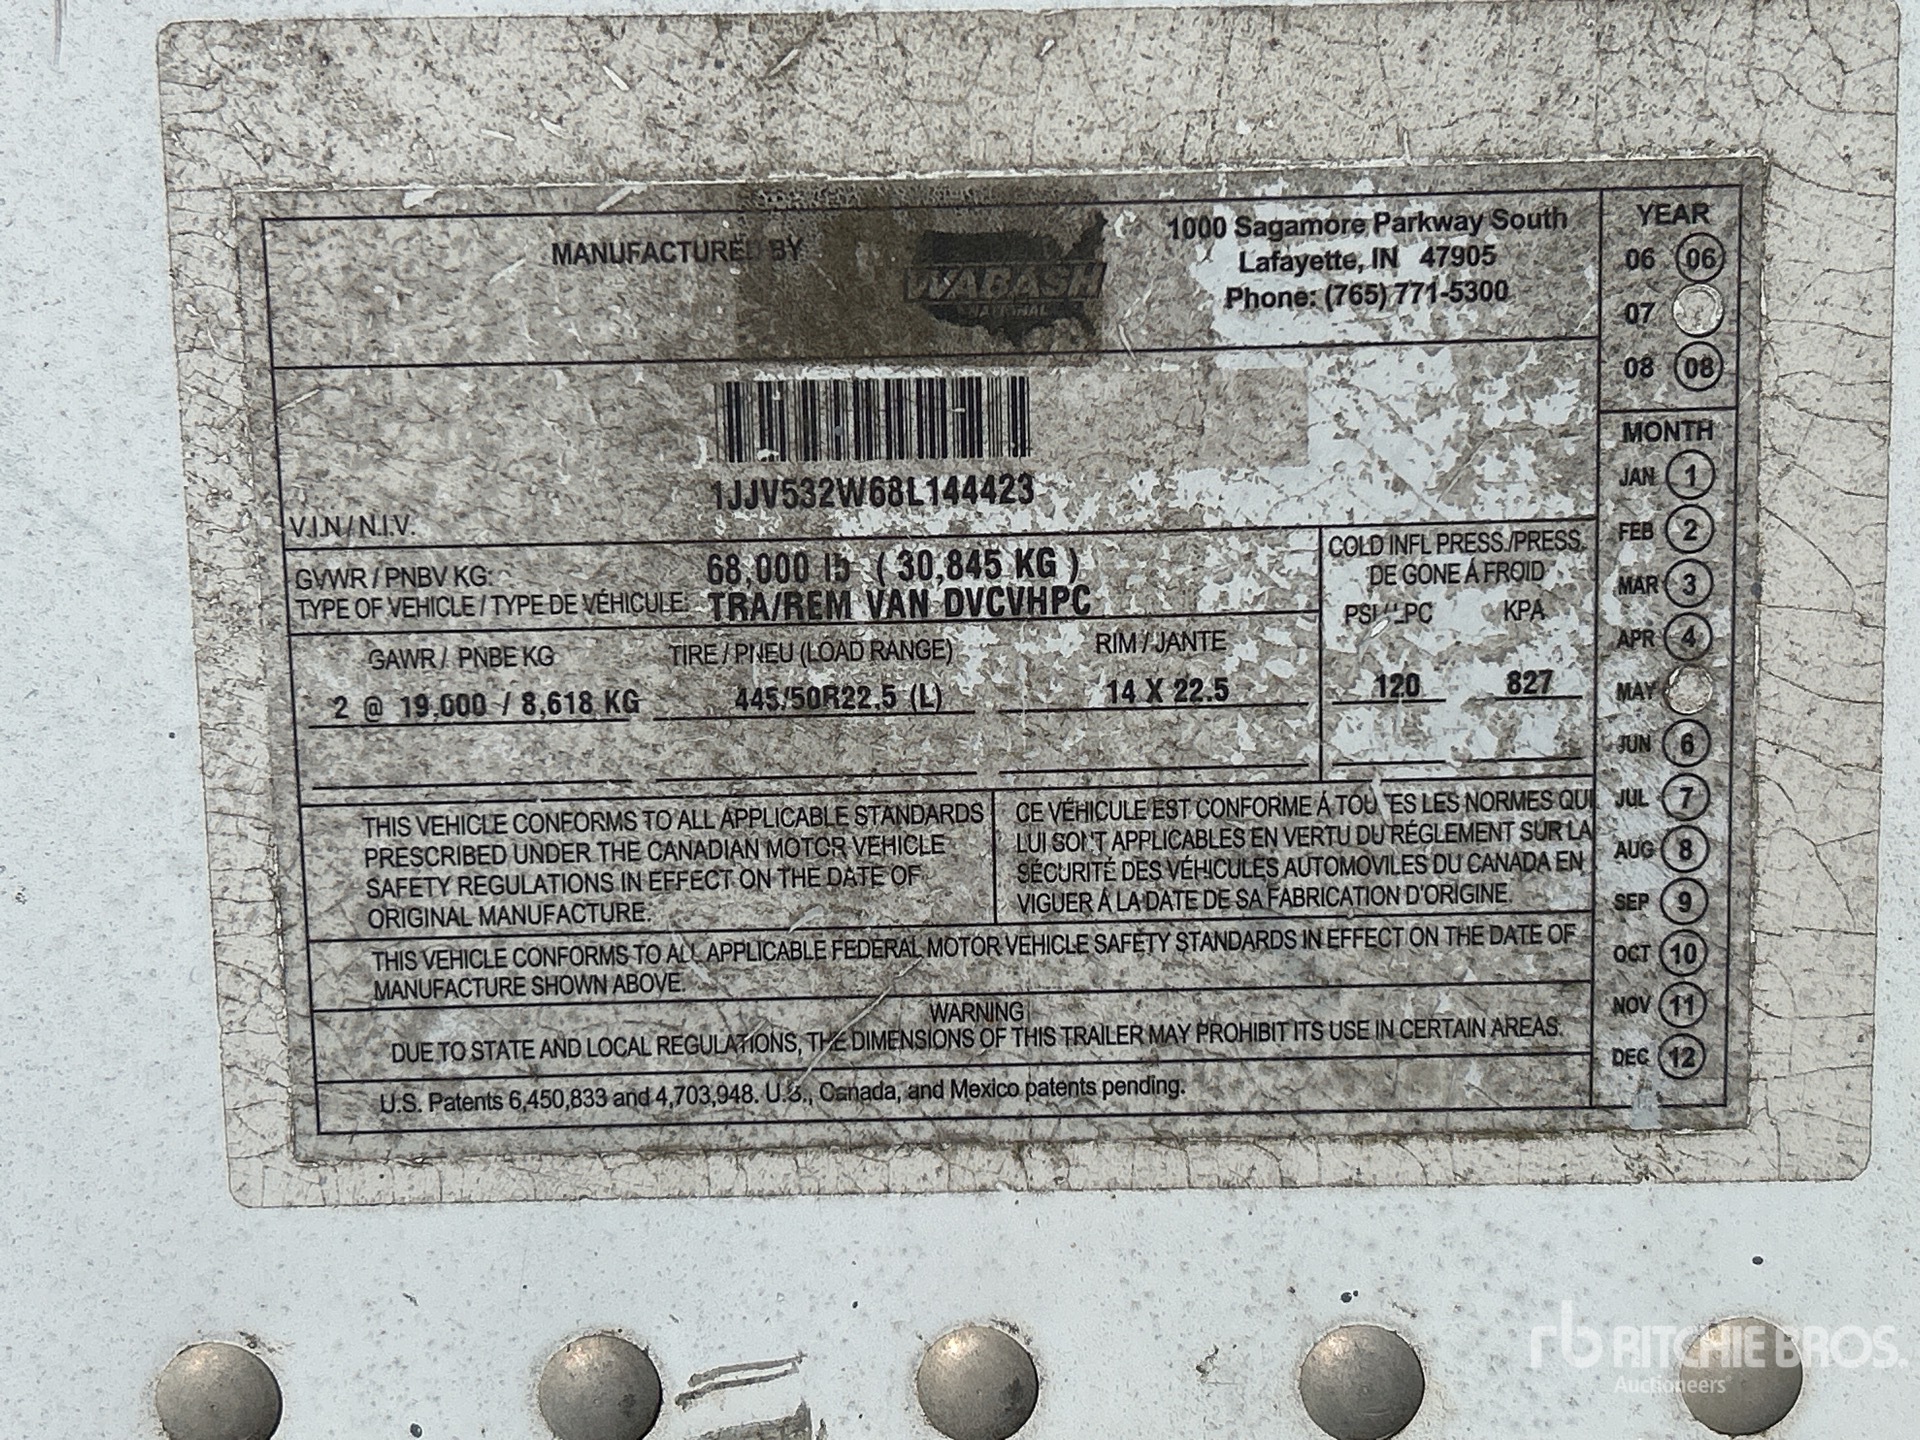 MANUFACTURED BY
WABASH
NATIONAL
1000 Sagamore Parkway South
Lafayette, IN 47905
Phone: (765) 771-5300
1JJV532W68L144423
V.I.N / N.I.V.
GVWR / PNBV KG: 68,000 lb ( 30,845 KG )
TYPE OF VEHICLE / TYPE DE VÉHICULE: TRA/REM VAN DVCVHPC
COLD INFL PRESS./PRESS.
DE GONE Á FROID
PSI / LPC KPA
GAWR / PNBE KG TIRE / PNEU (LOAD RANGE) RIM / JANTE
2 @ 19,000 / 8,618 KG 445/50R22.5 (L) 14 X 22.5 120 827
THIS VEHICLE CONFORMS TO ALL APPLICABLE STANDARDS
PRESCRIBED UNDER THE CANADIAN MOTOR VEHICLE
SAFETY REGULATIONS IN EFFECT ON THE DATE OF
ORIGINAL MANUFACTURE.
CE VÉHICULE EST CONFORME Á TOUTES LES NORMES QUI
LUI SONT APPLICABLES EN VERTU DU RÉGLEMENT SUR LA
SÉCURITÉ DES VÉHICULES AUTOMOVILES DU CANADA EN
VIGUER Á LA DATE DE SA FABRICATION D'ORIGINE.
THIS VEHICLE CONFORMS TO ALL APPLICABLE FEDERAL MOTOR VEHICLE SAFETY STANDARDS IN EFFECT ON THE DATE OF
MANUFACTURE SHOWN ABOVE.
WARNING
DUE TO STATE AND LOCAL REGULATIONS, THE DIMENSIONS OF THIS TRAILER MAY PROHIBIT ITS USE IN CERTAIN AREAS.
U.S. Patents 6,450,833 and 4,703,948. U.S., Canada, and Mexico patents pending.
YEAR
06 06
07
08 08
MONTH
JAN 1
FEB 2
MAR 3
APR 4
MAY
JUN 6
JUL 7
AUG 8
SEP 9
OCT 10
NOV 11
DEC 12
rb RITCHIE BROS.
Auctioneers